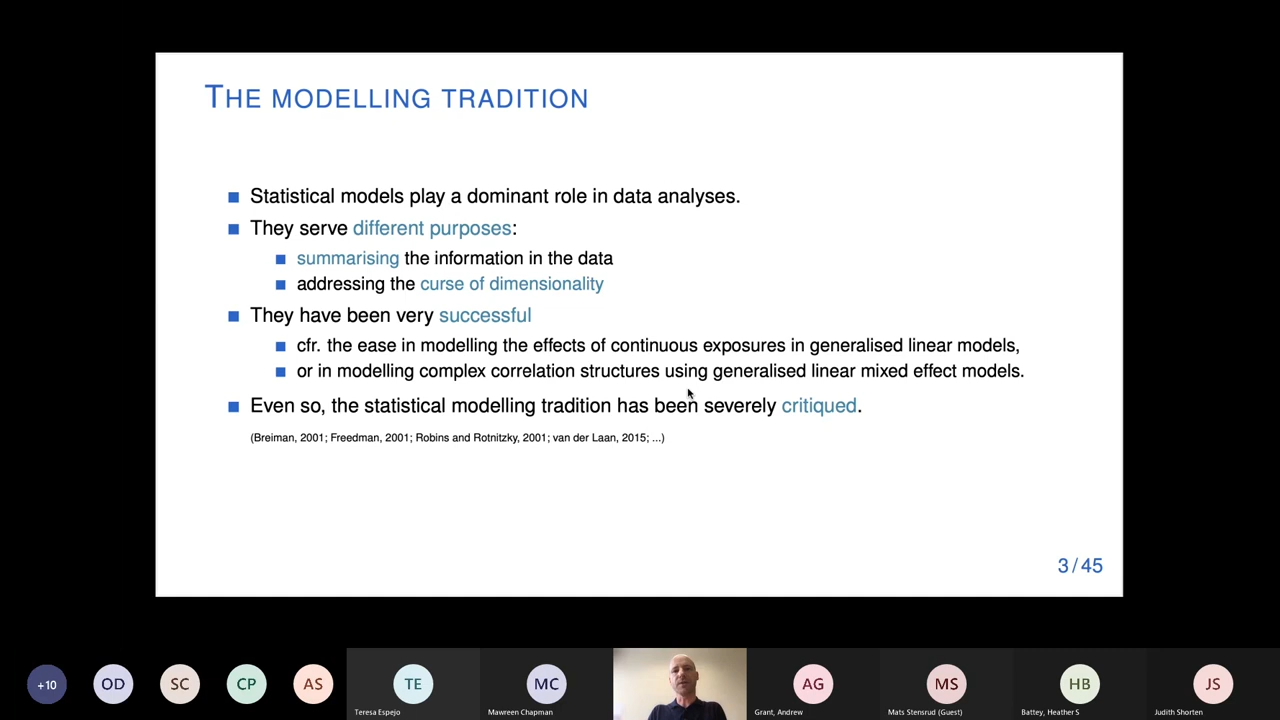 THE MODELLING TRADITION
Statistical models play a dominant role in data analyses.
They serve different purposes:
summarising the information in the data
addressing the curse of dimensionality
They have been very successful
cfr. the ease in modelling the effects of continuous exposures in generalised linear models,
or in modelling complex correlation structures using generalised linear mixed effect models.
Even so, the statistical modelling tradition has been severely critiqued.
(Breiman, 2001; Freedman, 2001; Robins and Rotnitzky, 2001; van der Laan, 2015; ...)
3/45
+10 OD SC CP AS TE MC AG MS HB JS
Teresa Espejo Mawreen Chapman Grant, Andrew Mats Stensrud (Guest) Battey, Heather S Judith Shorten